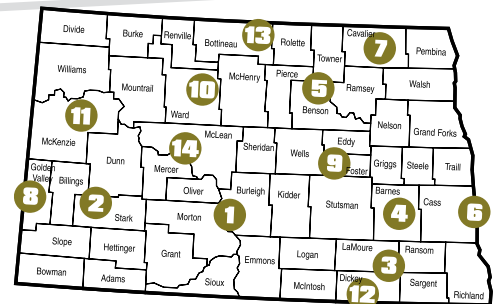 Divide
Burke
Renville
Bottineau
13
Rolette
Towner
Cavalier
7
Pembina
Williams
Mountrail
10
Ward
McHenry
Pierce
5
Benson
Ramsey
Walsh
11
McKenzie
14
McLean
Sheridan
Wells
Eddy
9
Foster
Nelson
Grand Forks
Griggs
Steele
Traill
Golden
Valley
8
Billings
Dunn
2
Stark
Mercer
Oliver
Morton
1
Burleigh
Kidder
Stutsman
Barnes
4
Cass
6
Slope
Hettinger
Grant
Bowman
Adams
Sioux
Emmons
Logan
McIntosh
LaMoure
3
Ransom
Dickey
12
Sargent
Richland